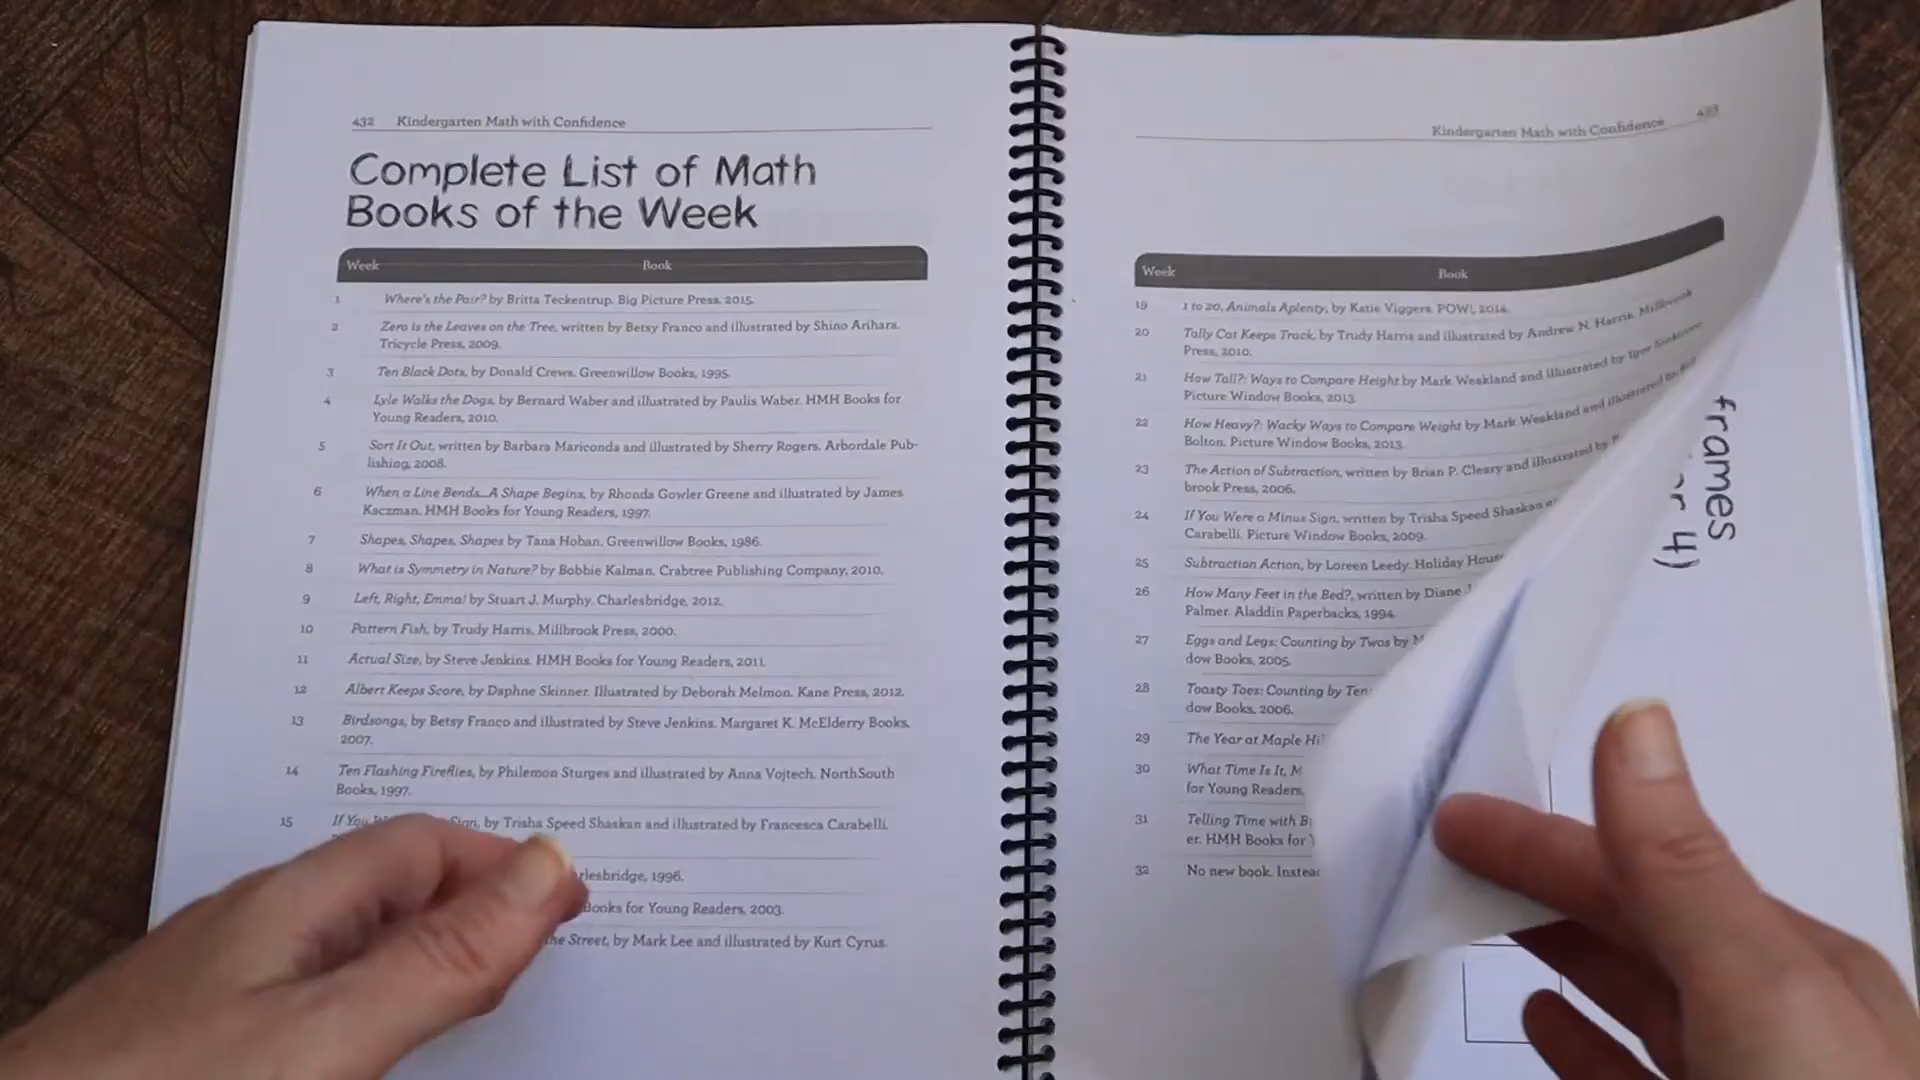 432 Kindergarten Math with Confidence
Complete List of Math
Books of the Week
Week Book
1 Where's the Pair? by Britta Teckentrup. Big Picture Press, 2015.
2 Zero is the Leaves on the Tree, written by Betsy Franco and illustrated by Shino Arihara.
Tricycle Press, 2009.
3 Ten Black Dots, by Donald Crews. Greenwillow Books, 1995.
4 Lyle Walks the Dogs, by Bernard Waber and illustrated by Paulis Waber. HMH Books for
Young Readers, 2010.
5 Sort It Out, written by Barbara Mariconda and illustrated by Sherry Rogers. Arbordale Pub-
lishing, 2008.
6 When a Line Bends...A Shape Begins, by Rhonda Gowler Greene and illustrated by James
Kaczman. HMH Books for Young Readers, 1997.
7 Shapes, Shapes, Shapes by Tana Hoban. Greenwillow Books, 1986.
8 What is Symmetry in Nature? by Bobbie Kalman. Crabtree Publishing Company, 2010.
9 Left, Right, Emma! by Stuart J. Murphy. Charlesbridge, 2012.
10 Pattern Fish, by Trudy Harris. Millbrook Press, 2000.
11 Actual Size, by Steve Jenkins. HMH Books for Young Readers, 2011.
12 Albert Keeps Score, by Daphne Skinner. Illustrated by Deborah Melmon. Kane Press, 2012.
13 Birdsongs, by Betsy Franco and illustrated by Steve Jenkins. Margaret K. McElderry Books,
2007.
14 Ten Flashing Fireflies, by Philemon Sturges and illustrated by Anna Vojtech. NorthSouth
Books, 1997.
15 If You Sign, by Trisha Speed Shaskan and illustrated by Francesca Carabelli.
rlesbridge, 1996.
Books for Young Readers, 2003.
the Street, by Mark Lee and illustrated by Kurt Cyrus.
Kindergarten Math with Confidence 433
Week Book
19 1 to 20, Animals Aplenty, by Katie Viggers. POW!, 2014.
20 Tally Cat Keeps Track, by Trudy Harris and illustrated by Andrew N. Harris. Millbrook
Press, 2010.
21 How Tall?: Ways to Compare Height by Mark Weakland and illustrated by Igor Sinkovec
Picture Window Books, 2013.
22 How Heavy?: Wacky Ways to Compare Weight by Mark Weakland and illustrated by Bill
Bolton. Picture Window Books, 2013.
23 The Action of Subtraction, written by Brian P. Cleary and illustrated by
brook Press, 2006.
24 If You Were a Minus Sign, written by Trisha Speed Shaskan
Carabelli. Picture Window Books, 2009.
25 Subtraction Action, by Loreen Leedy. Holiday Hous
26 How Many Feet in the Bed?, written by Diane
Palmer. Aladdin Paperbacks, 1994.
27 Eggs and Legs: Counting by Twos by M
dow Books, 2005.
28 Toasty Toes: Counting by Ten
dow Books, 2006.
29 The Year at Maple Hi
30 What Time Is It, M
for Young Readers,
31 Telling Time with B
er. HMH Books for Y
32 No new book. Instea
frames
or 4)